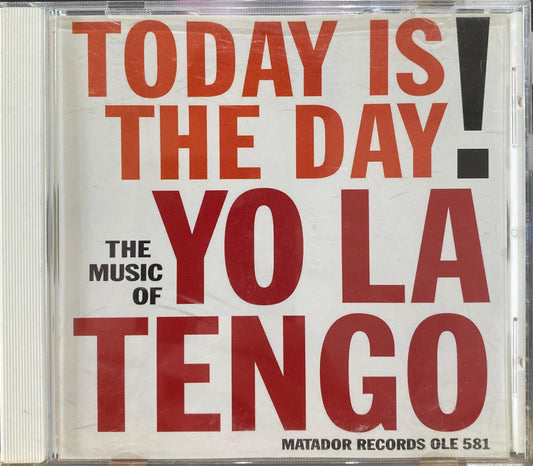 TODAY IS
THE DAY!
THE
MUSIC
OF
YO LA
TENGO
MATADOR RECORDS OLE 581